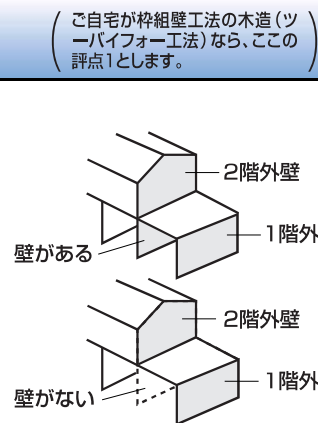 ご自宅が枠組壁工法の木造(ツ
ーバイフォー工法)なら、ここの
評点1とします。
2階外壁
1階外
壁がある
2階外壁
1階外
壁がない